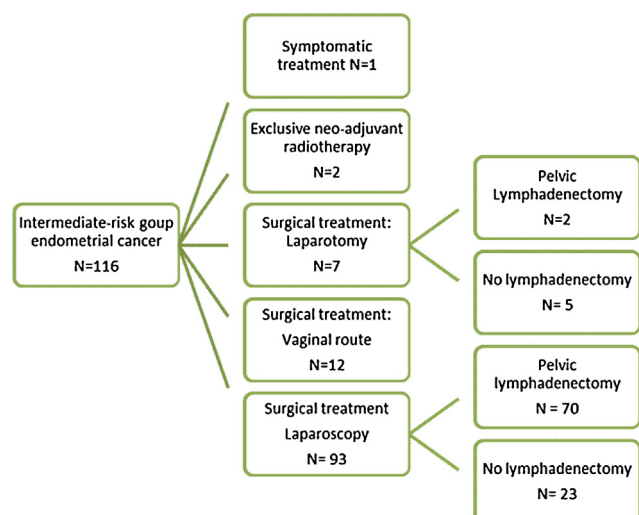 Symptomatic
treatment N=1
Exclusive neo-adjuvant
radiotherapy
N=2
Intermediate-risk goup
endometrial cancer
N=116
Surgical treatment:
Laparotomy
N=7
Pelvic
Lymphadenectomy
N=2
No lymphadenectomy
N= 5
Surgical treatment:
Vaginal route
N=12
Surgical treatment
Laparoscopy
N= 93
Pelvic
lymphadenectomy
N = 70
No lymphadenectomy
N= 23